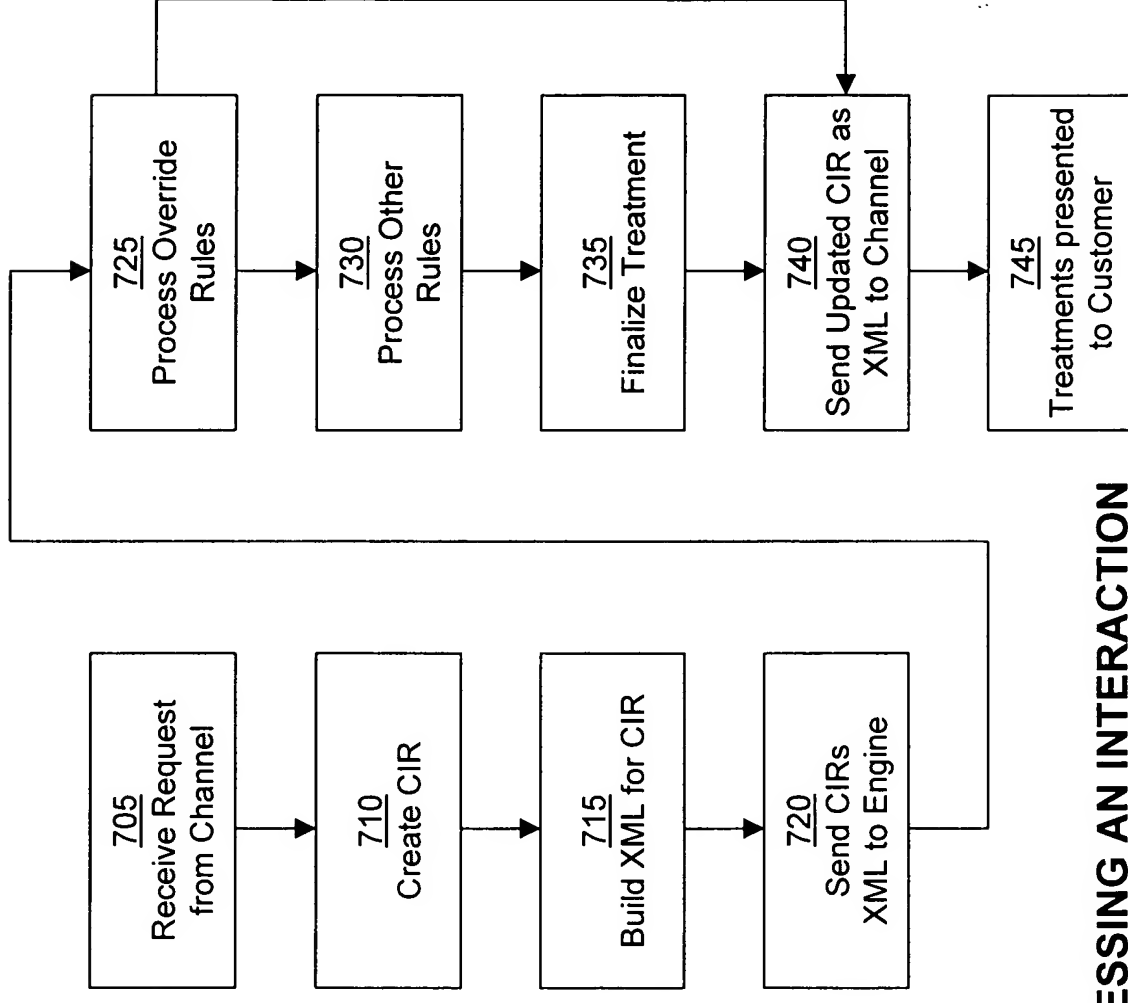 705
Receive Request
from Channel
710
Create CIR
715
Build XML for CIR
720
Send CIRs
XML to Engine
725
Process Override
Rules
730
Process Other
Rules
735
Finalize Treatment
740
Send Updated CIR as
XML to Channel
745
Treatments presented
to Customer
ESSING AN INTERACTION